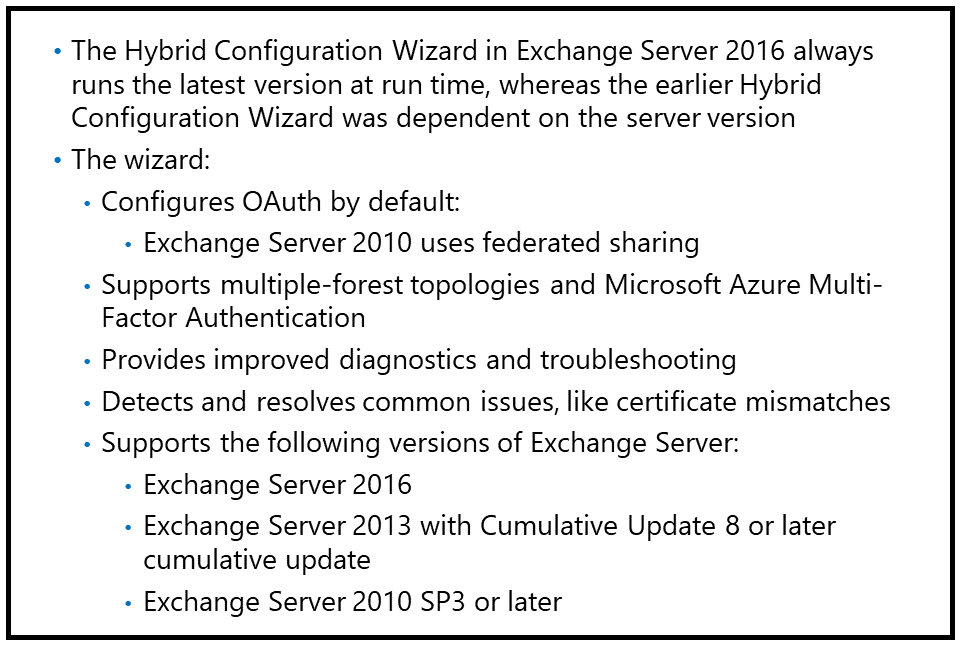 • The Hybrid Configuration Wizard in Exchange Server 2016 always
runs the latest version at run time, whereas the earlier Hybrid
Configuration Wizard was dependent on the server version
• The wizard:
• Configures OAuth by default:
• Exchange Server 2010 uses federated sharing
• Supports multiple-forest topologies and Microsoft Azure Multi-
Factor Authentication
• Provides improved diagnostics and troubleshooting
• Detects and resolves common issues, like certificate mismatches
• Supports the following versions of Exchange Server:
• Exchange Server 2016
• Exchange Server 2013 with Cumulative Update 8 or later
cumulative update
• Exchange Server 2010 SP3 or later